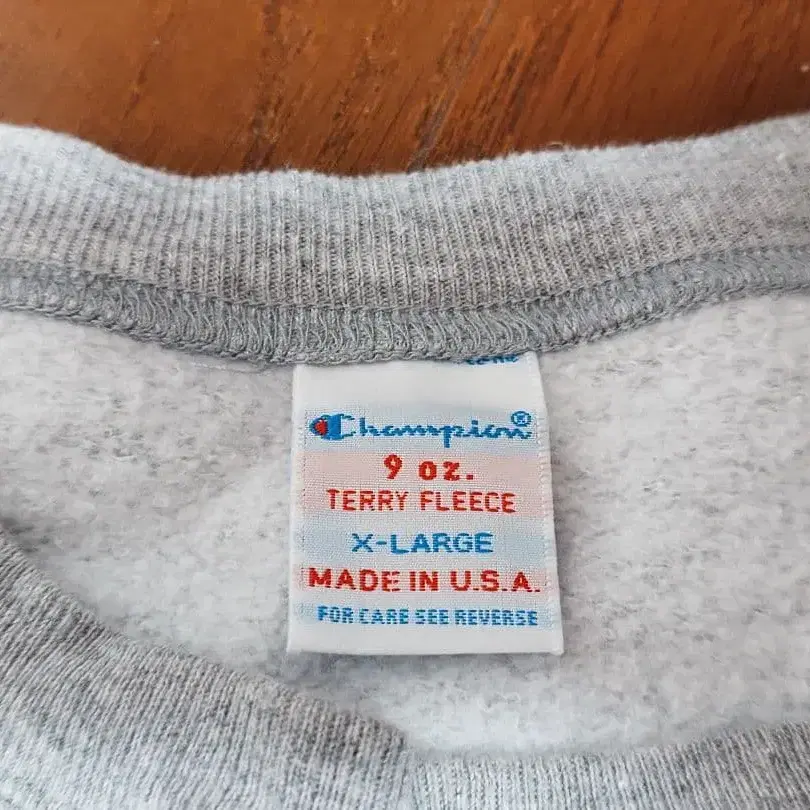 Champion®
9 oz.
TERRY FLEECE
X-LARGE
MADE IN U.S.A.
FOR CARE SEE REVERSE